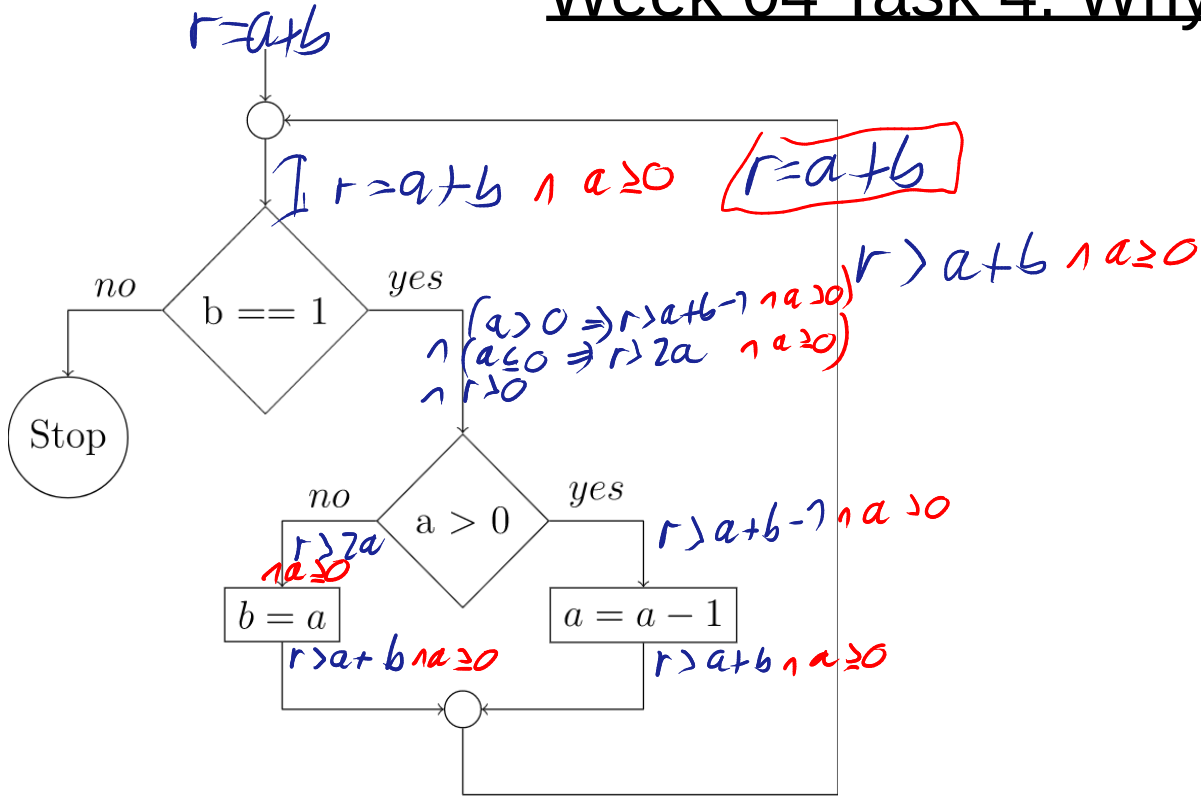 Week 04 Task 4: Why
r=a+b
I r=a+b ∧ a≥0
r=a+b
r>a+b ∧ a≥0
no
yes
b == 1
(a>0 ⇒ r>a+b-1 ∧ a>0)
∧ (a≤0 ⇒ r>2a ∧ a≥0)
∧ r>0
Stop
no
yes
a > 0
r>2a
∧ a≥0
r>a+b-1 ∧ a>0
b = a
a = a − 1
r>a+b ∧ a≥0
r>a+b ∧ a≥0